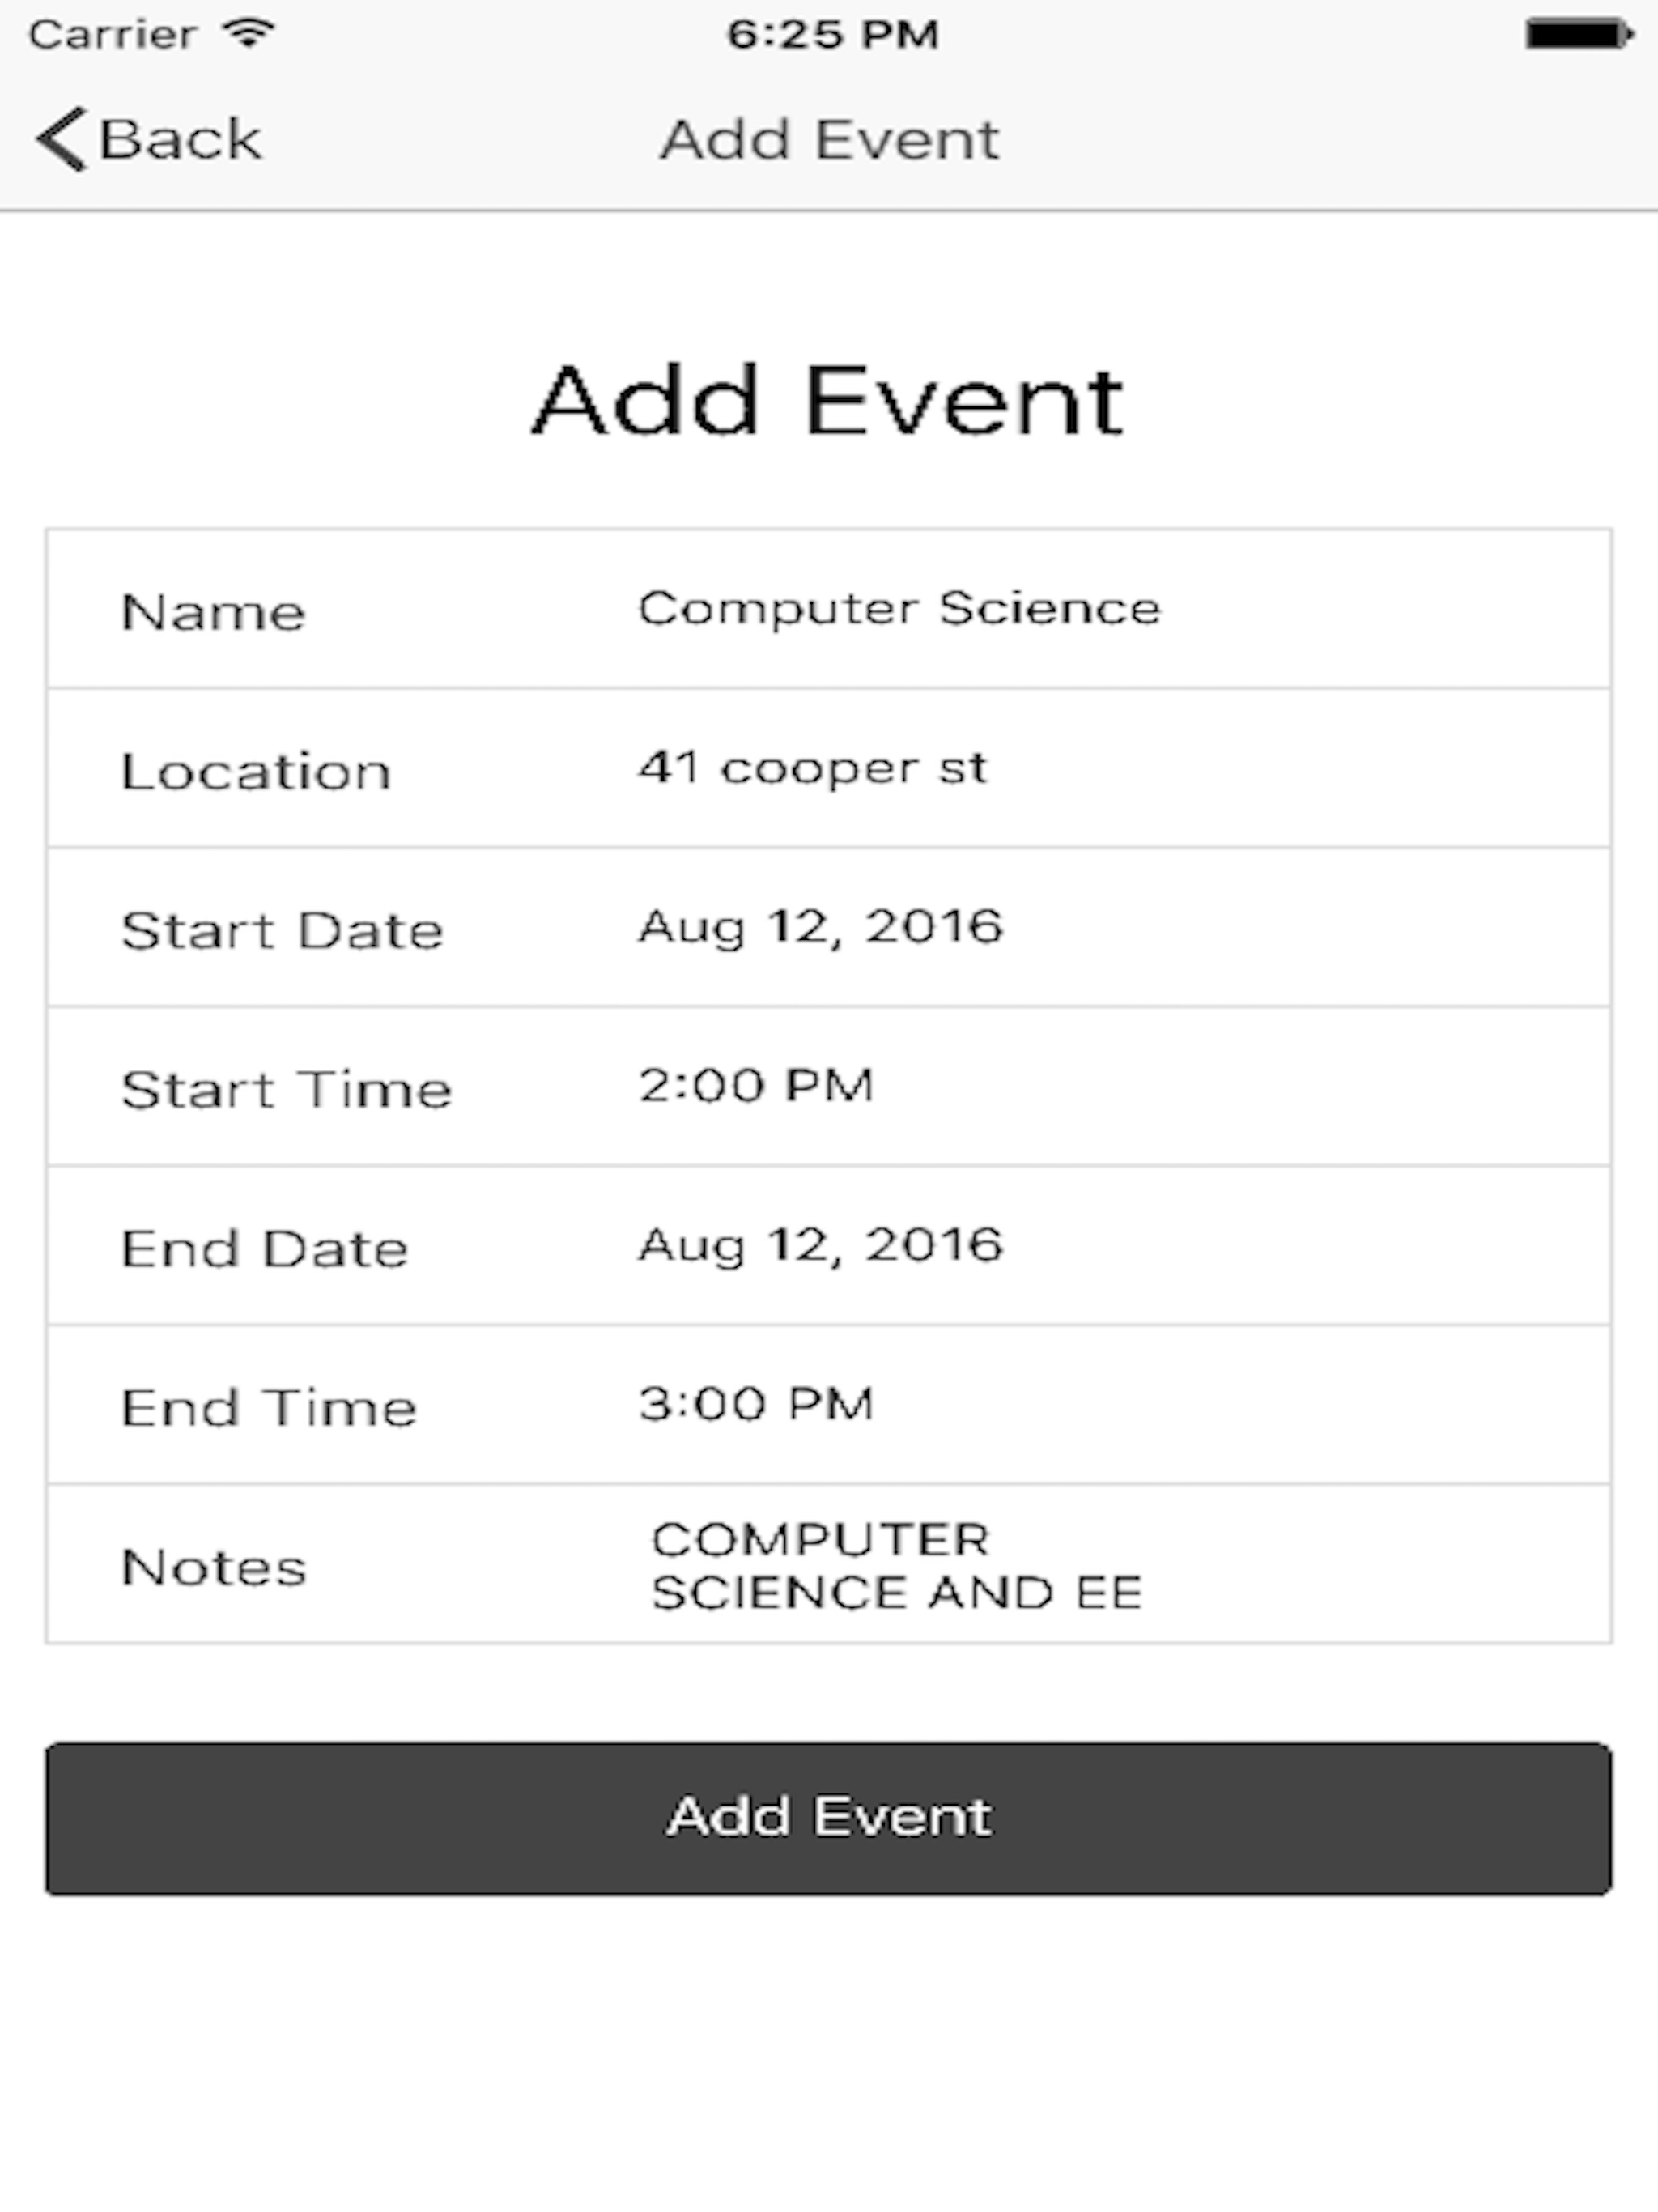 Carrier 6:25 PM
Back Add Event
Add Event
Name Computer Science
Location 41 cooper st
Start Date Aug 12, 2016
Start Time 2:00 PM
End Date Aug 12, 2016
End Time 3:00 PM
Notes COMPUTER
SCIENCE AND EE
Add Event